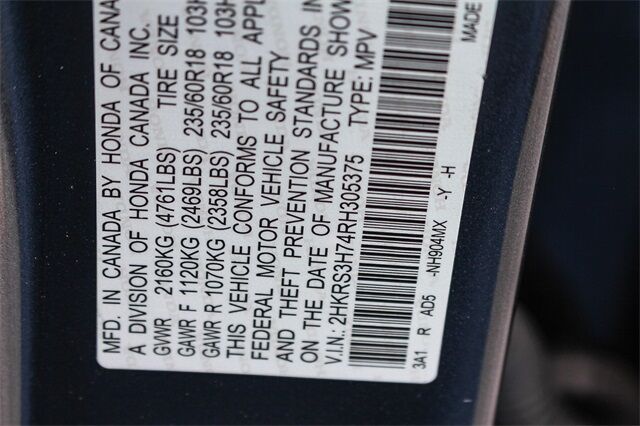 MFD. IN CANADA BY HONDA OF CANA
A DIVISION OF HONDA CANADA INC.
GVWR 2160KG (4761LBS) TIRE SIZE
GAWR F 1120KG (2469LBS) 235/60R18 103H
GAWR R 1070KG (2358LBS) 235/60R18 103H
THIS VEHICLE CONFORMS TO ALL APPL
FEDERAL MOTOR VEHICLE SAFETY
AND THEFT PREVENTION STANDARDS IN
ON THE DATE OF MANUFACTURE SHOW
V.I.N.: 2HKRS3H74RH305375 TYPE: MPV
3A1 R AD5 -NH904MX -Y -H
MADE